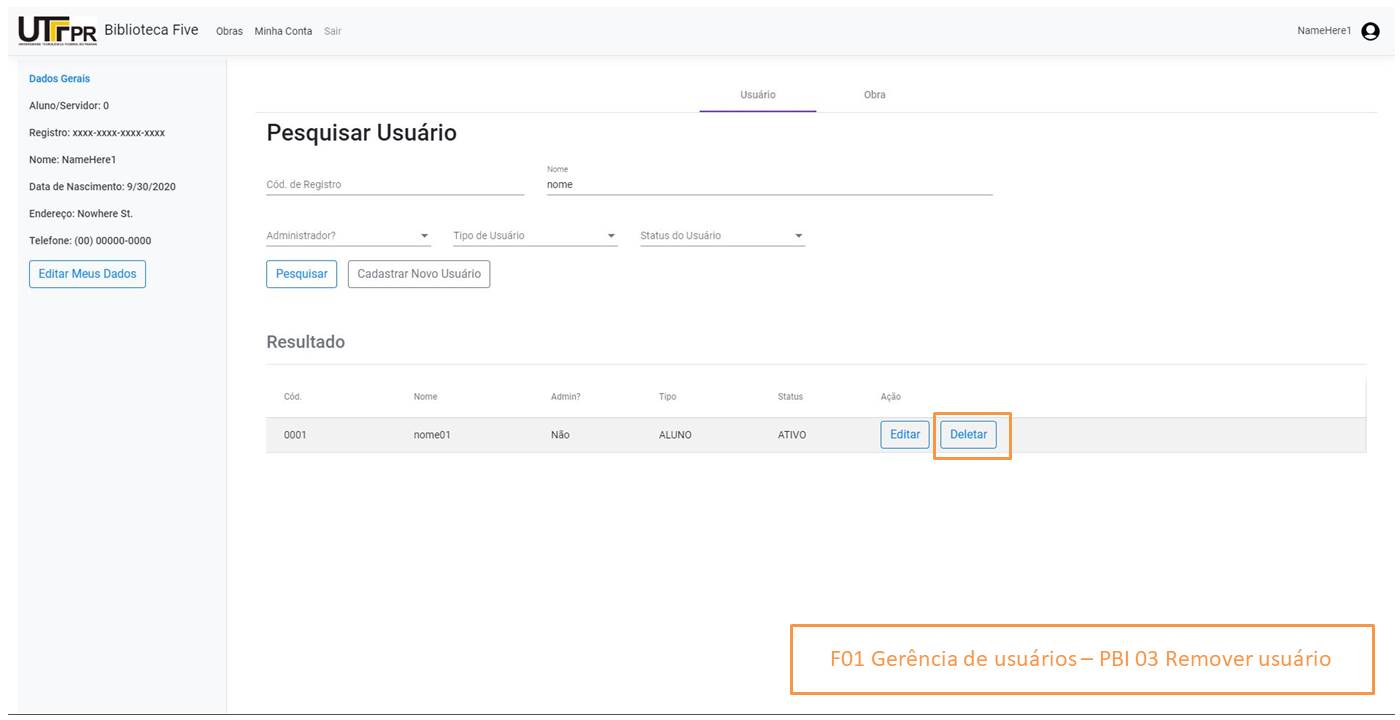 UTFPR Biblioteca Five Obras Minha Conta Sair NameHere1
UNIVERSIDADE TECNOLÓGICA FEDERAL DO PARANÁ
Dados Gerais
Aluno/Servidor: 0
Registro: xxxx-xxxx-xxxx-xxxx
Nome: NameHere1
Data de Nascimento: 9/30/2020
Endereço: Nowhere St.
Telefone: (00) 00000-0000
Editar Meus Dados
Usuário Obra
Pesquisar Usuário
Nome
Cód. de Registro nome
Administrador? Tipo de Usuário Status do Usuário
Pesquisar Cadastrar Novo Usuário
Resultado
Cód. Nome Admin? Tipo Status Ação
0001 nome01 Não ALUNO ATIVO Editar Deletar
F01 Gerência de usuários – PBI 03 Remover usuário